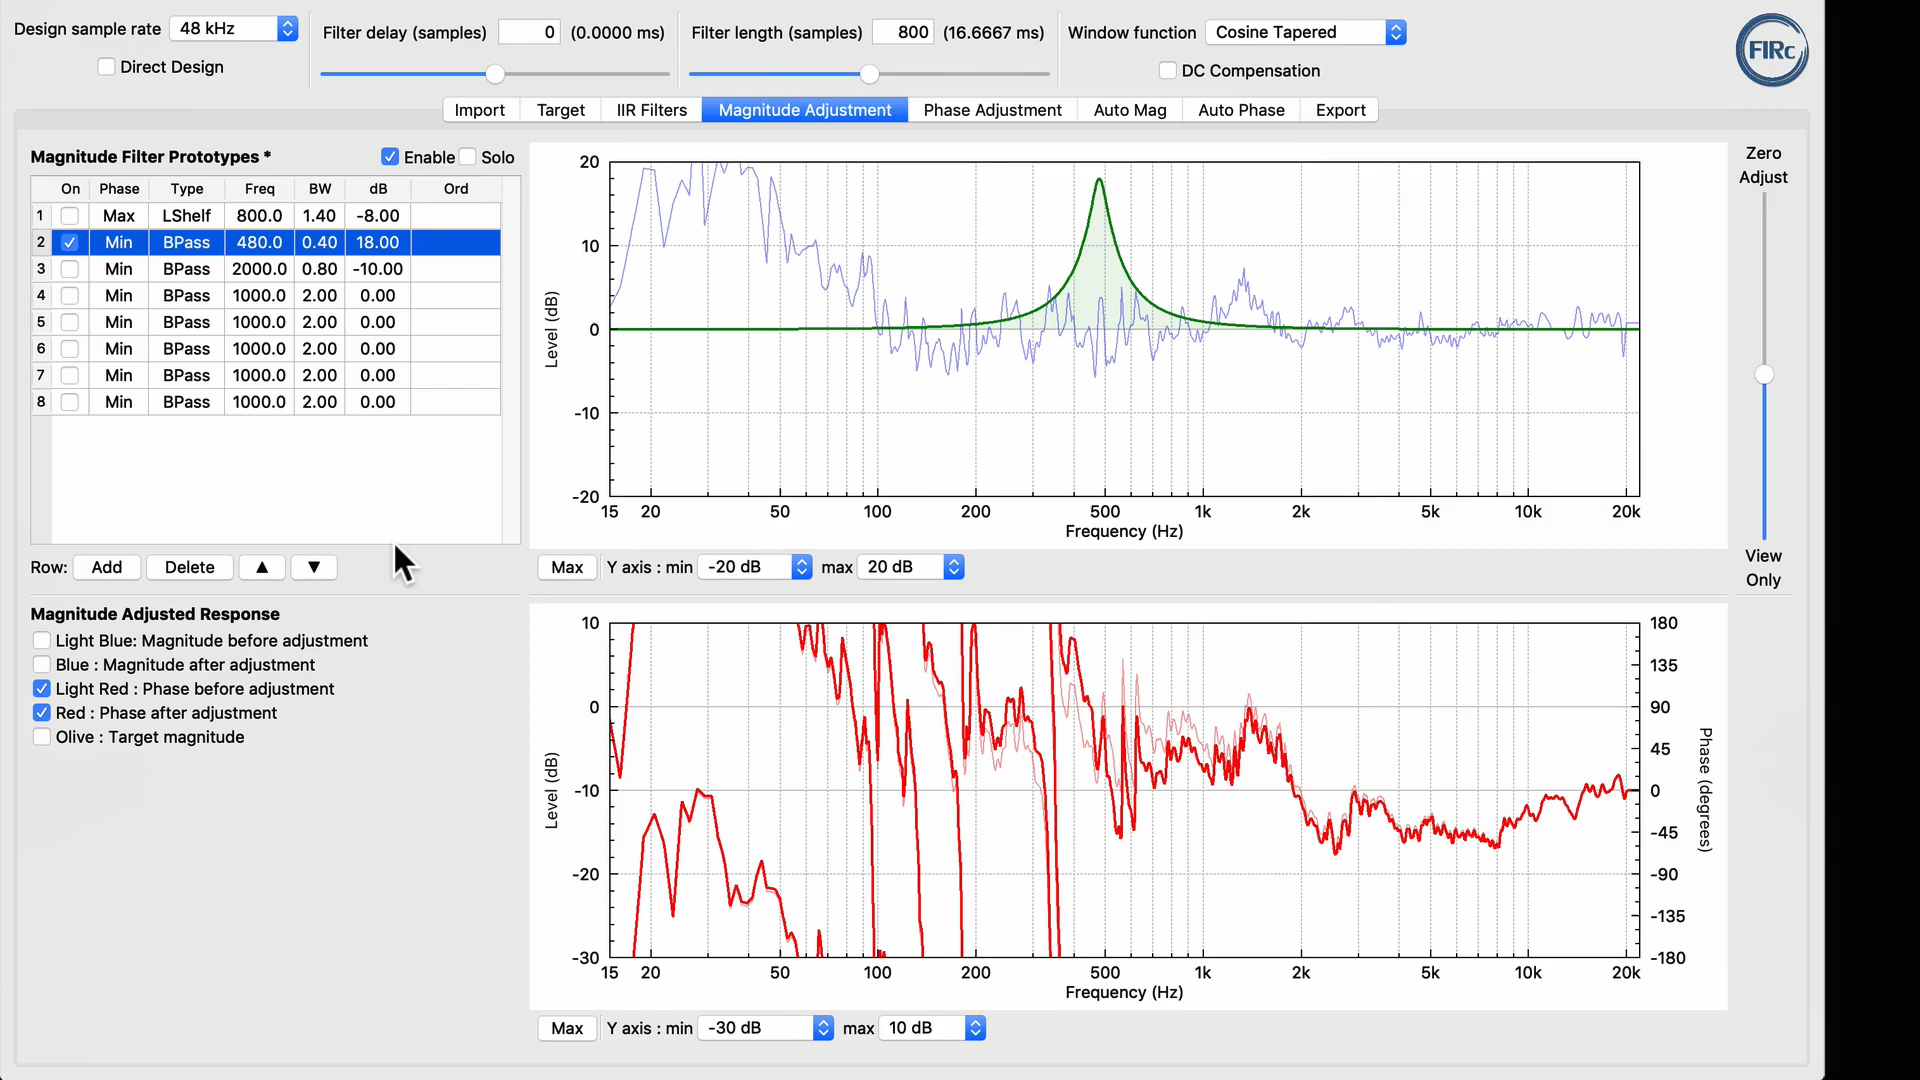 Design sample rate 48 kHz
Direct Design
Filter delay (samples) 0 (0.0000 ms)
Filter length (samples) 800 (16.6667 ms)
Window function Cosine Tapered
DC Compensation
FIRc
Import Target IIR Filters Magnitude Adjustment Phase Adjustment Auto Mag Auto Phase Export
Magnitude Filter Prototypes * Enable Solo
On Phase Type Freq BW dB Ord
1 Max LShelf 800.0 1.40 -8.00
2 Min BPass 480.0 0.40 18.00
3 Min BPass 2000.0 0.80 -10.00
4 Min BPass 1000.0 2.00 0.00
5 Min BPass 1000.0 2.00 0.00
6 Min BPass 1000.0 2.00 0.00
7 Min BPass 1000.0 2.00 0.00
8 Min BPass 1000.0 2.00 0.00
Row: Add Delete ▲ ▼
20
10
0
-10
-20
Level (dB)
15 20 50 100 200 500 1k 2k 5k 10k 20k
Frequency (Hz)
Max Y axis : min -20 dB max 20 dB
Zero
Adjust
View
Only
Magnitude Adjusted Response
Light Blue: Magnitude before adjustment
Blue : Magnitude after adjustment
Light Red : Phase before adjustment
Red : Phase after adjustment
Olive : Target magnitude
10
0
-10
-20
-30
Level (dB)
180
135
90
45
0
-45
-90
-135
-180
Phase (degrees)
15 20 50 100 200 500 1k 2k 5k 10k 20k
Frequency (Hz)
Max Y axis : min -30 dB max 10 dB